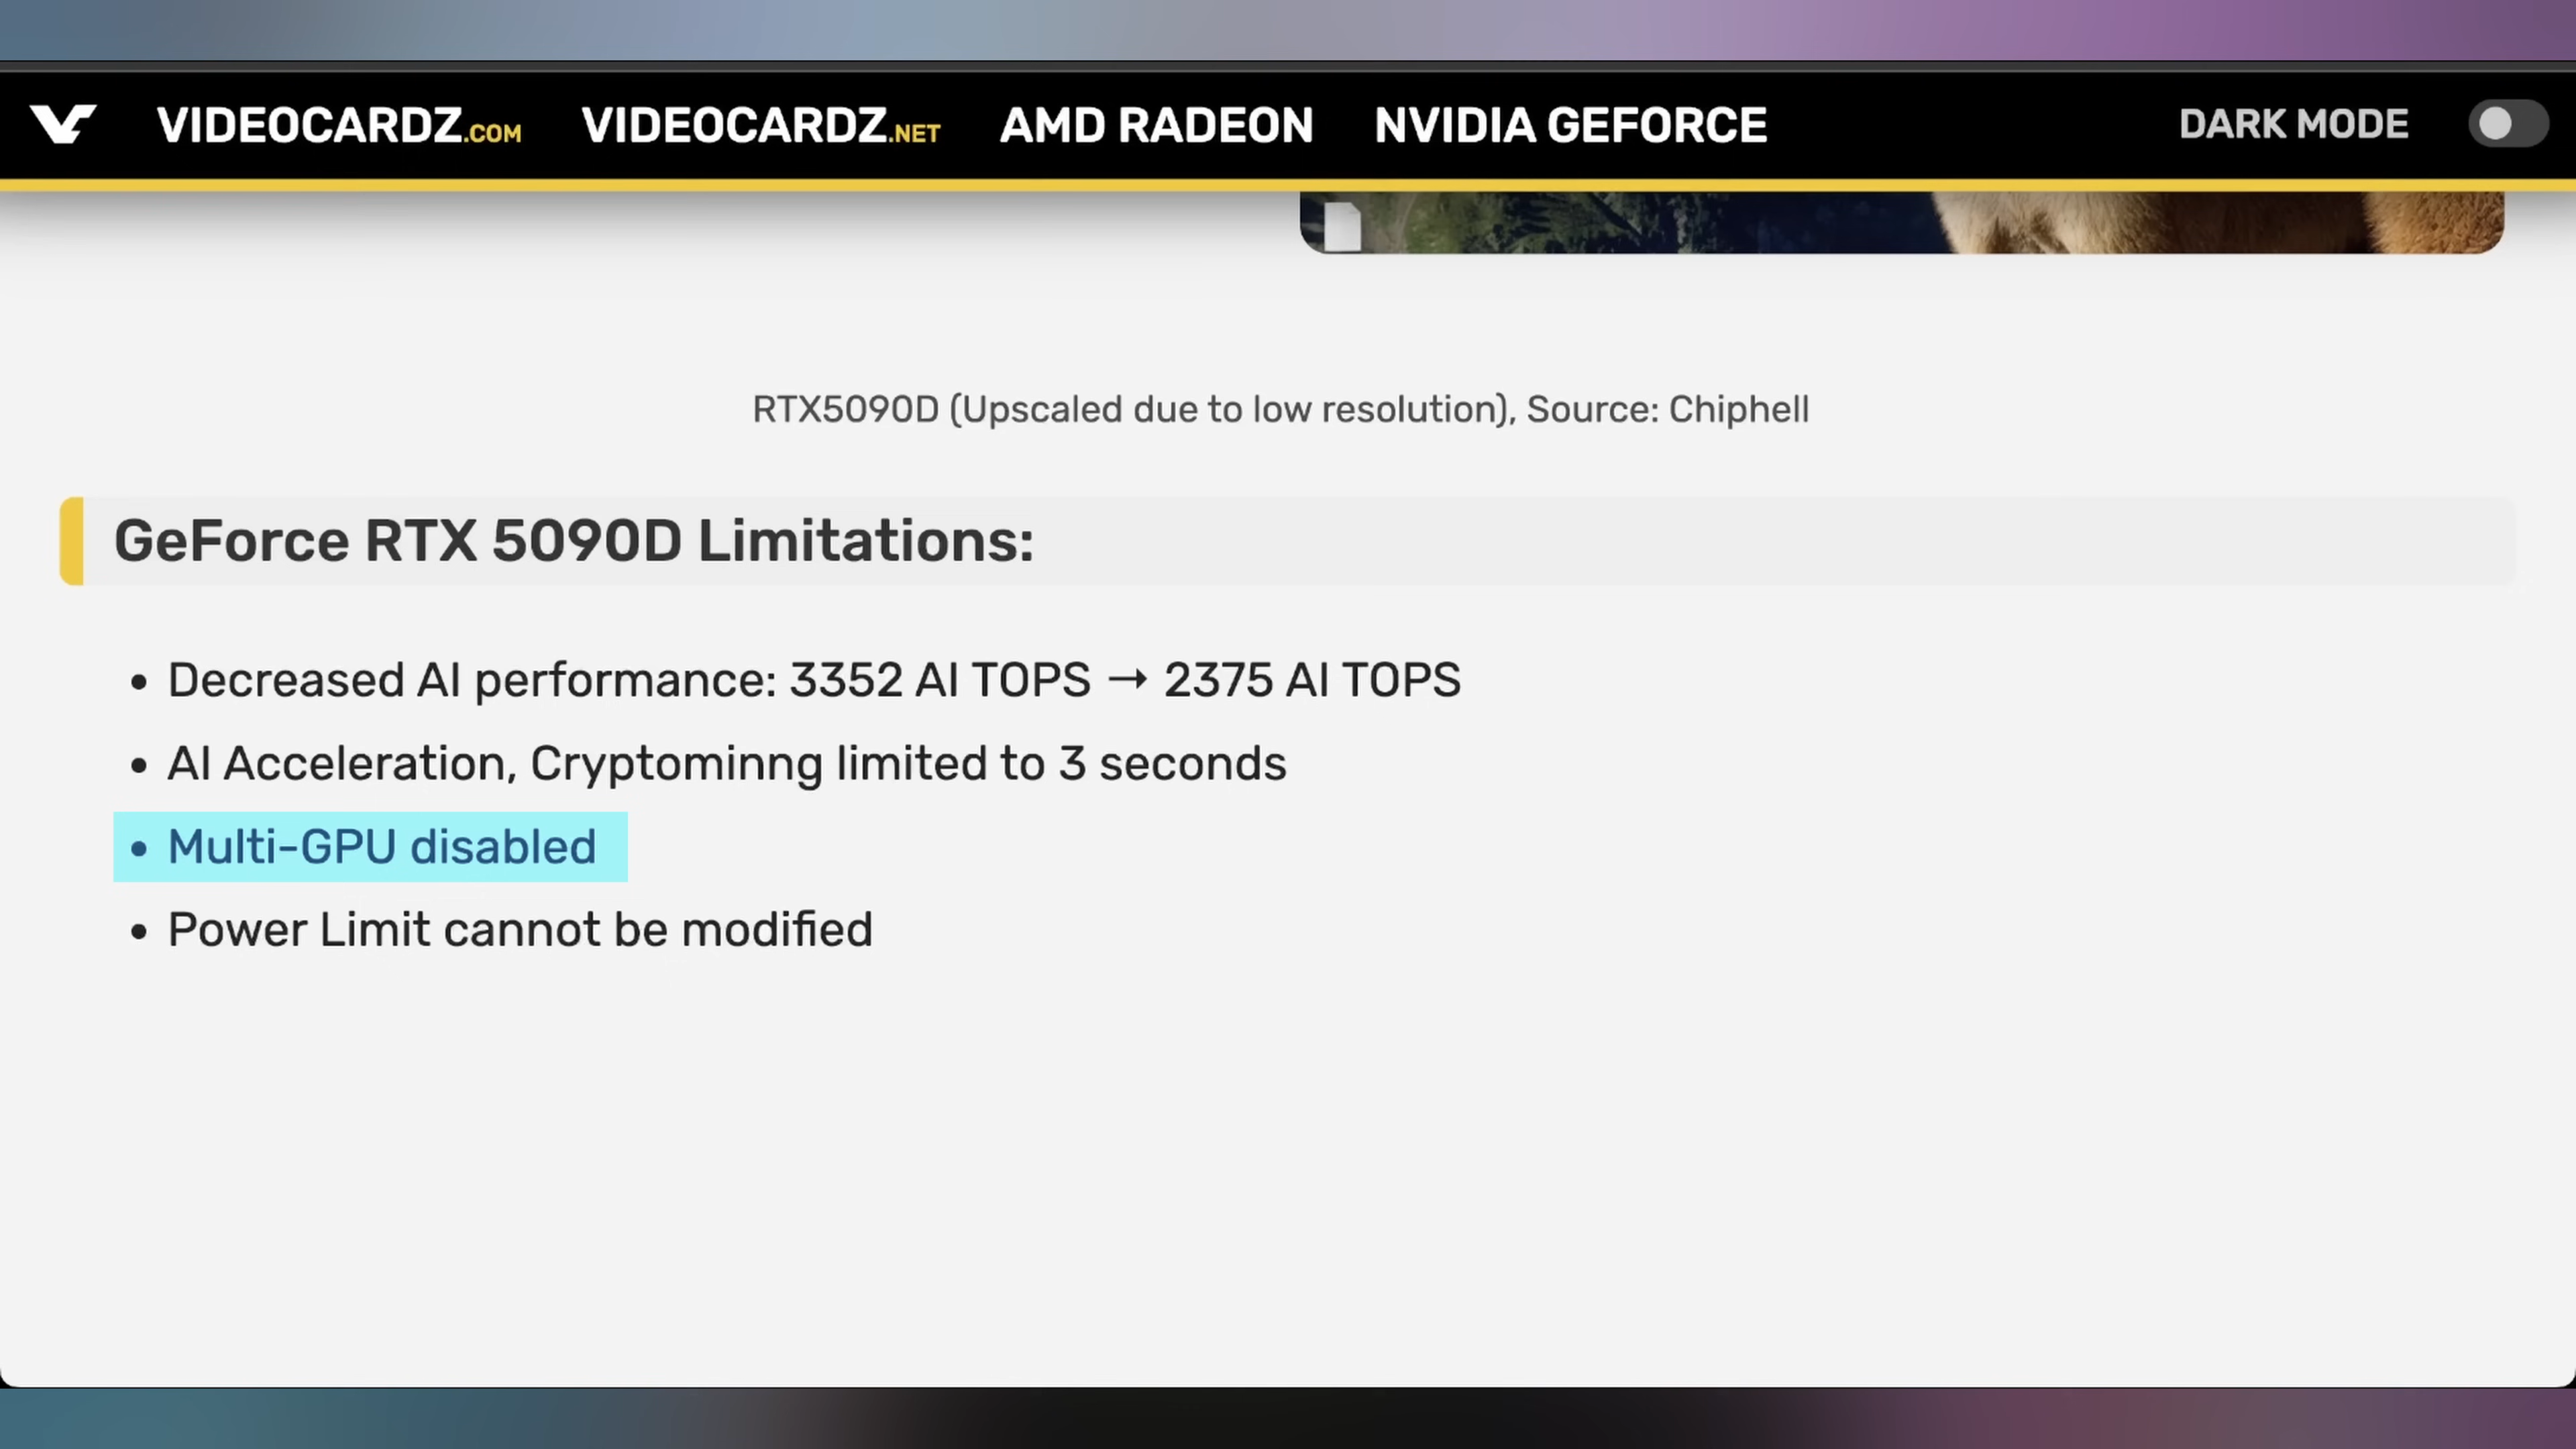 VIDEOCARDZ.COM VIDEOCARDZ.NET AMD RADEON NVIDIA GEFORCE DARK MODE
RTX5090D (Upscaled due to low resolution), Source: Chiphell
GeForce RTX 5090D Limitations:
• Decreased AI performance: 3352 AI TOPS → 2375 AI TOPS
• AI Acceleration, Cryptominng limited to 3 seconds
• Multi-GPU disabled
• Power Limit cannot be modified